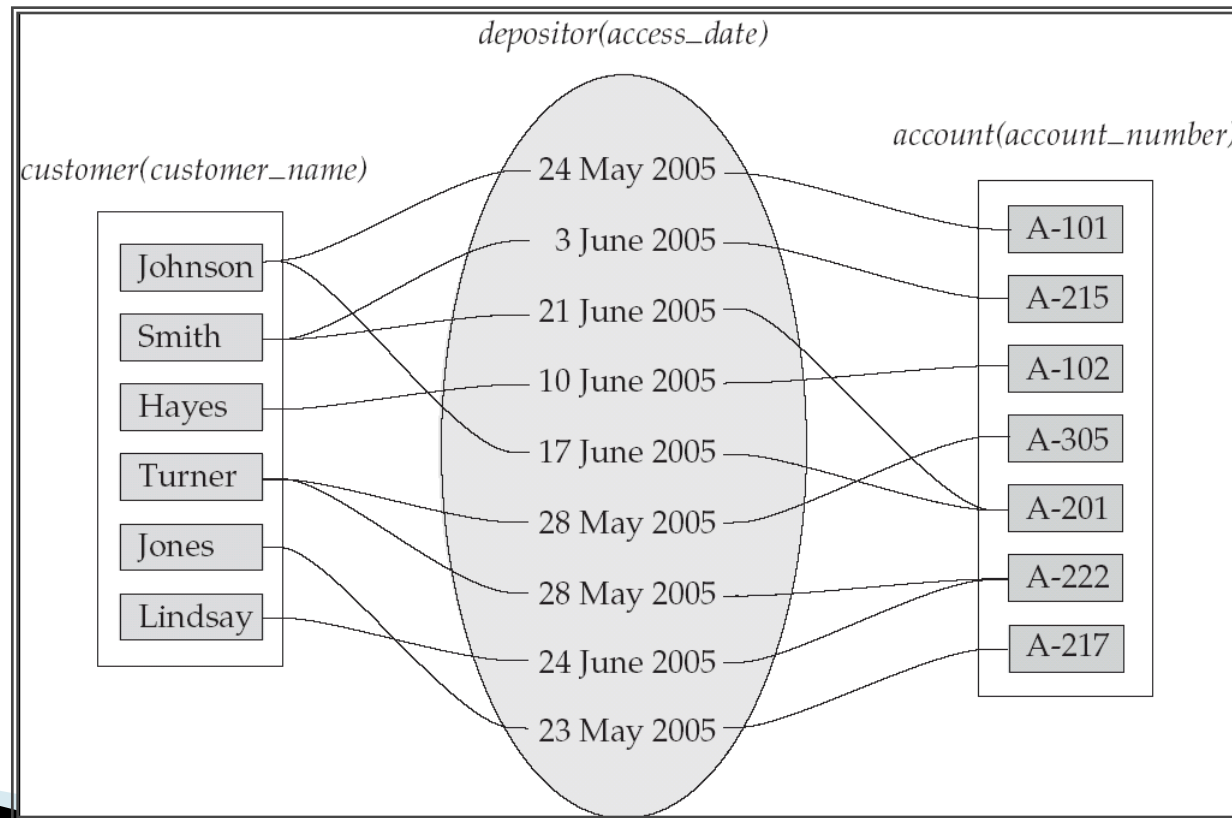 depositor(access_date)
customer(customer_name)
account(account_number)
Johnson
Smith
Hayes
Turner
Jones
Lindsay
24 May 2005
3 June 2005
21 June 2005
10 June 2005
17 June 2005
28 May 2005
28 May 2005
24 June 2005
23 May 2005
A-101
A-215
A-102
A-305
A-201
A-222
A-217